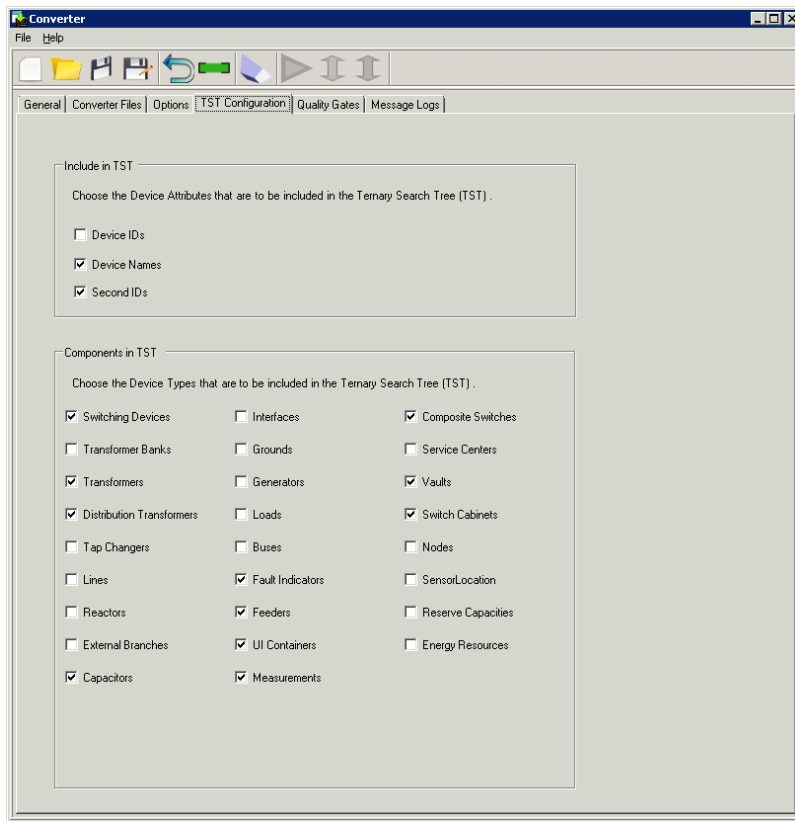 Converter
File Help
General Converter Files Options TST Configuration Quality Gates Message Logs
Include in TST
Choose the Device Attributes that are to be included in the Ternary Search Tree (TST) .
Device IDs
Device Names
Second IDs
Components in TST
Choose the Device Types that are to be included in the Ternary Search Tree (TST) .
Switching Devices Interfaces Composite Switches
Transformer Banks Grounds Service Centers
Transformers Generators Vaults
Distribution Transformers Loads Switch Cabinets
Tap Changers Buses Nodes
Lines Fault Indicators SensorLocation
Reactors Feeders Reserve Capacities
External Branches UI Containers Energy Resources
Capacitors Measurements